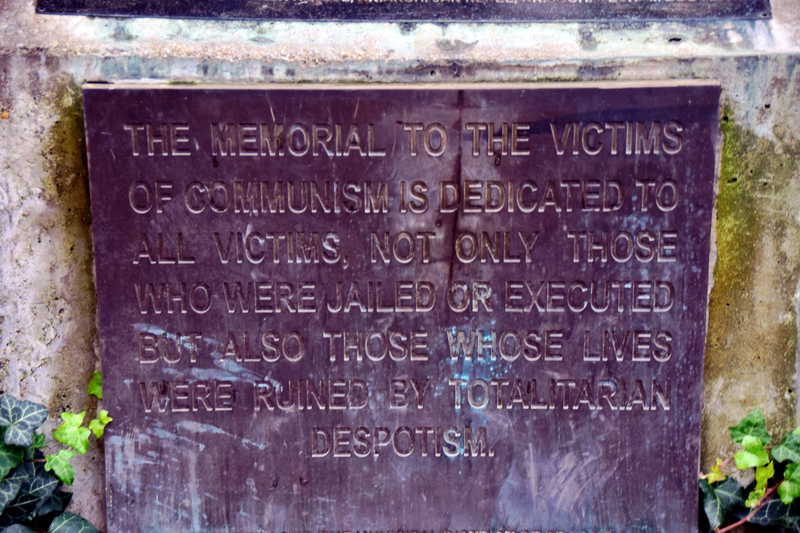 THE MEMORIAL TO THE VICTIMS
OF COMMUNISM IS DEDICATED TO
ALL VICTIMS, NOT ONLY THOSE
WHO WERE JAILED OR EXECUTED
BUT ALSO THOSE WHOSE LIVES
WERE RUINED BY TOTALITARIAN
DESPOTISM.